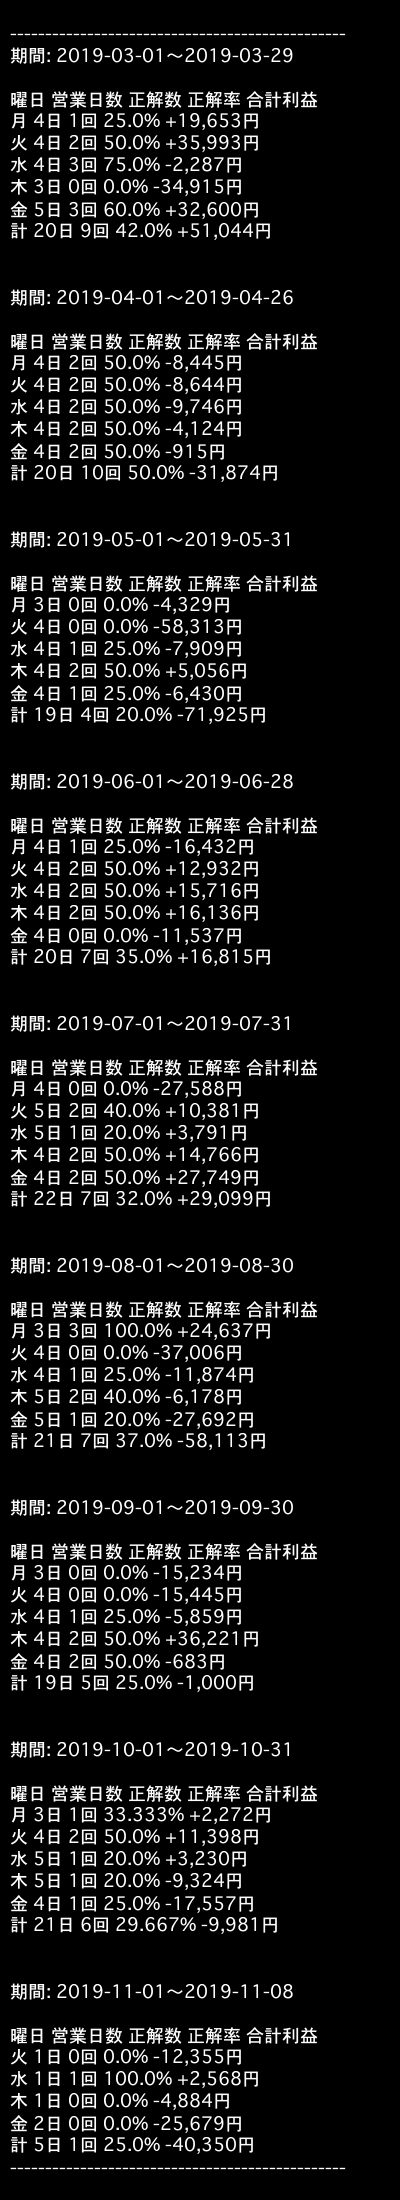 ------------------------------------------------
期間: 2019-03-01〜2019-03-29
曜日 営業日数 正解数 正解率 合計利益
月 4日 1回 25.0% +19,653円
火 4日 2回 50.0% +35,993円
水 4日 3回 75.0% -2,287円
木 3日 0回 0.0% -34,915円
金 5日 3回 60.0% +32,600円
計 20日 9回 42.0% +51,044円
期間: 2019-04-01〜2019-04-26
曜日 営業日数 正解数 正解率 合計利益
月 4日 2回 50.0% -8,445円
火 4日 2回 50.0% -8,644円
水 4日 2回 50.0% -9,746円
木 4日 2回 50.0% -4,124円
金 4日 2回 50.0% -915円
計 20日 10回 50.0% -31,874円
期間: 2019-05-01〜2019-05-31
曜日 営業日数 正解数 正解率 合計利益
月 3日 0回 0.0% -4,329円
火 4日 0回 0.0% -58,313円
水 4日 1回 25.0% -7,909円
木 4日 2回 50.0% +5,056円
金 4日 1回 25.0% -6,430円
計 19日 4回 20.0% -71,925円
期間: 2019-06-01〜2019-06-28
曜日 営業日数 正解数 正解率 合計利益
月 4日 1回 25.0% -16,432円
火 4日 2回 50.0% +12,932円
水 4日 2回 50.0% +15,716円
木 4日 2回 50.0% +16,136円
金 4日 0回 0.0% -11,537円
計 20日 7回 35.0% +16,815円
期間: 2019-07-01〜2019-07-31
曜日 営業日数 正解数 正解率 合計利益
月 4日 0回 0.0% -27,588円
火 5日 2回 40.0% +10,381円
水 5日 1回 20.0% +3,791円
木 4日 2回 50.0% +14,766円
金 4日 2回 50.0% +27,749円
計 22日 7回 32.0% +29,099円
期間: 2019-08-01〜2019-08-30
曜日 営業日数 正解数 正解率 合計利益
月 3日 3回 100.0% +24,637円
火 4日 0回 0.0% -37,006円
水 4日 1回 25.0% -11,874円
木 5日 2回 40.0% -6,178円
金 5日 1回 20.0% -27,692円
計 21日 7回 37.0% -58,113円
期間: 2019-09-01〜2019-09-30
曜日 営業日数 正解数 正解率 合計利益
月 3日 0回 0.0% -15,234円
火 4日 0回 0.0% -15,445円
水 4日 1回 25.0% -5,859円
木 4日 2回 50.0% +36,221円
金 4日 2回 50.0% -683円
計 19日 5回 25.0% -1,000円
期間: 2019-10-01〜2019-10-31
曜日 営業日数 正解数 正解率 合計利益
月 3日 1回 33.333% +2,272円
火 4日 2回 50.0% +11,398円
水 5日 1回 20.0% +3,230円
木 5日 1回 20.0% -9,324円
金 4日 1回 25.0% -17,557円
計 21日 6回 29.667% -9,981円
期間: 2019-11-01〜2019-11-08
曜日 営業日数 正解数 正解率 合計利益
火 1日 0回 0.0% -12,355円
水 1日 1回 100.0% +2,568円
木 1日 0回 0.0% -4,884円
金 2日 0回 0.0% -25,679円
計 5日 1回 25.0% -40,350円
------------------------------------------------